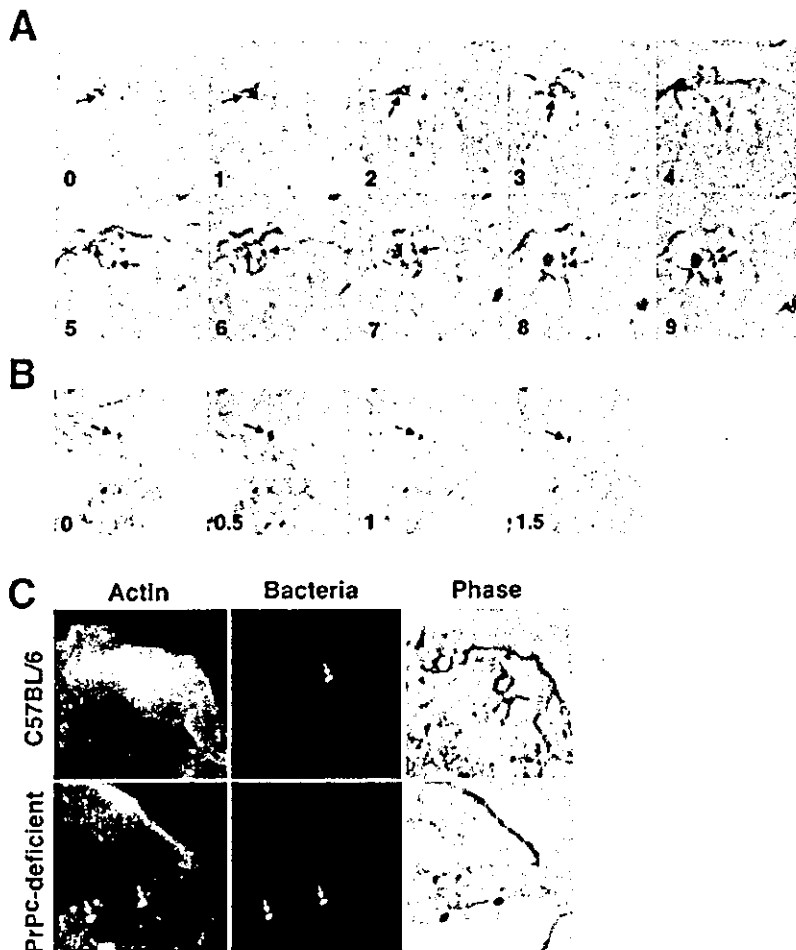 A
0 1 2 3 4
5 6 7 8 9
B
0 0.5 1 1.5
C
Actin Bacteria Phase
C57BL/6
PrPC-deficient